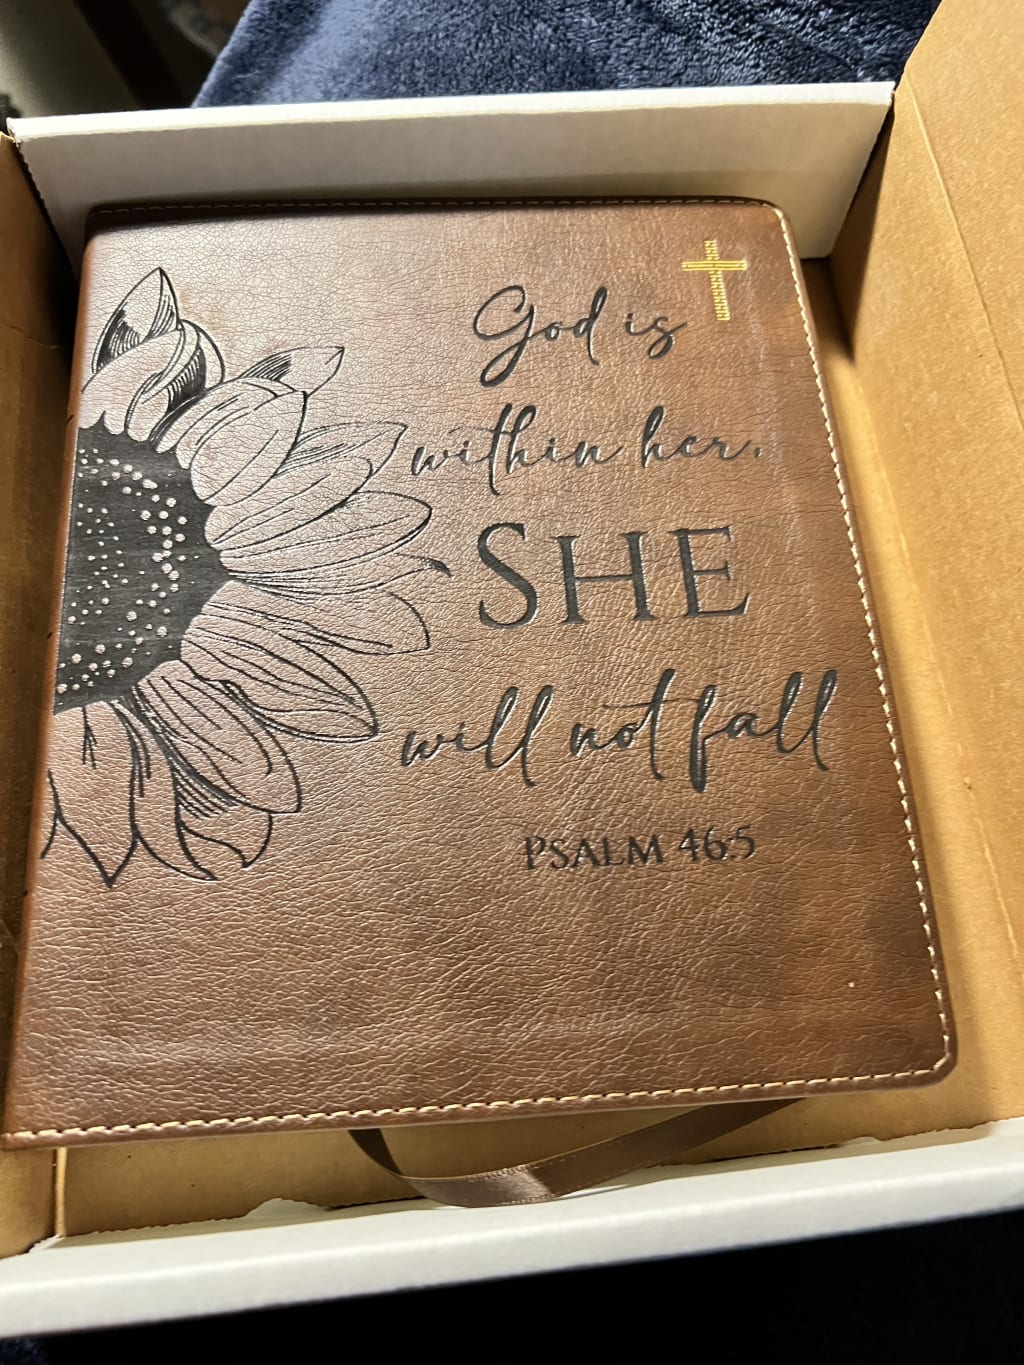 God is
within her,
SHE
will not fall
PSALM 46:5